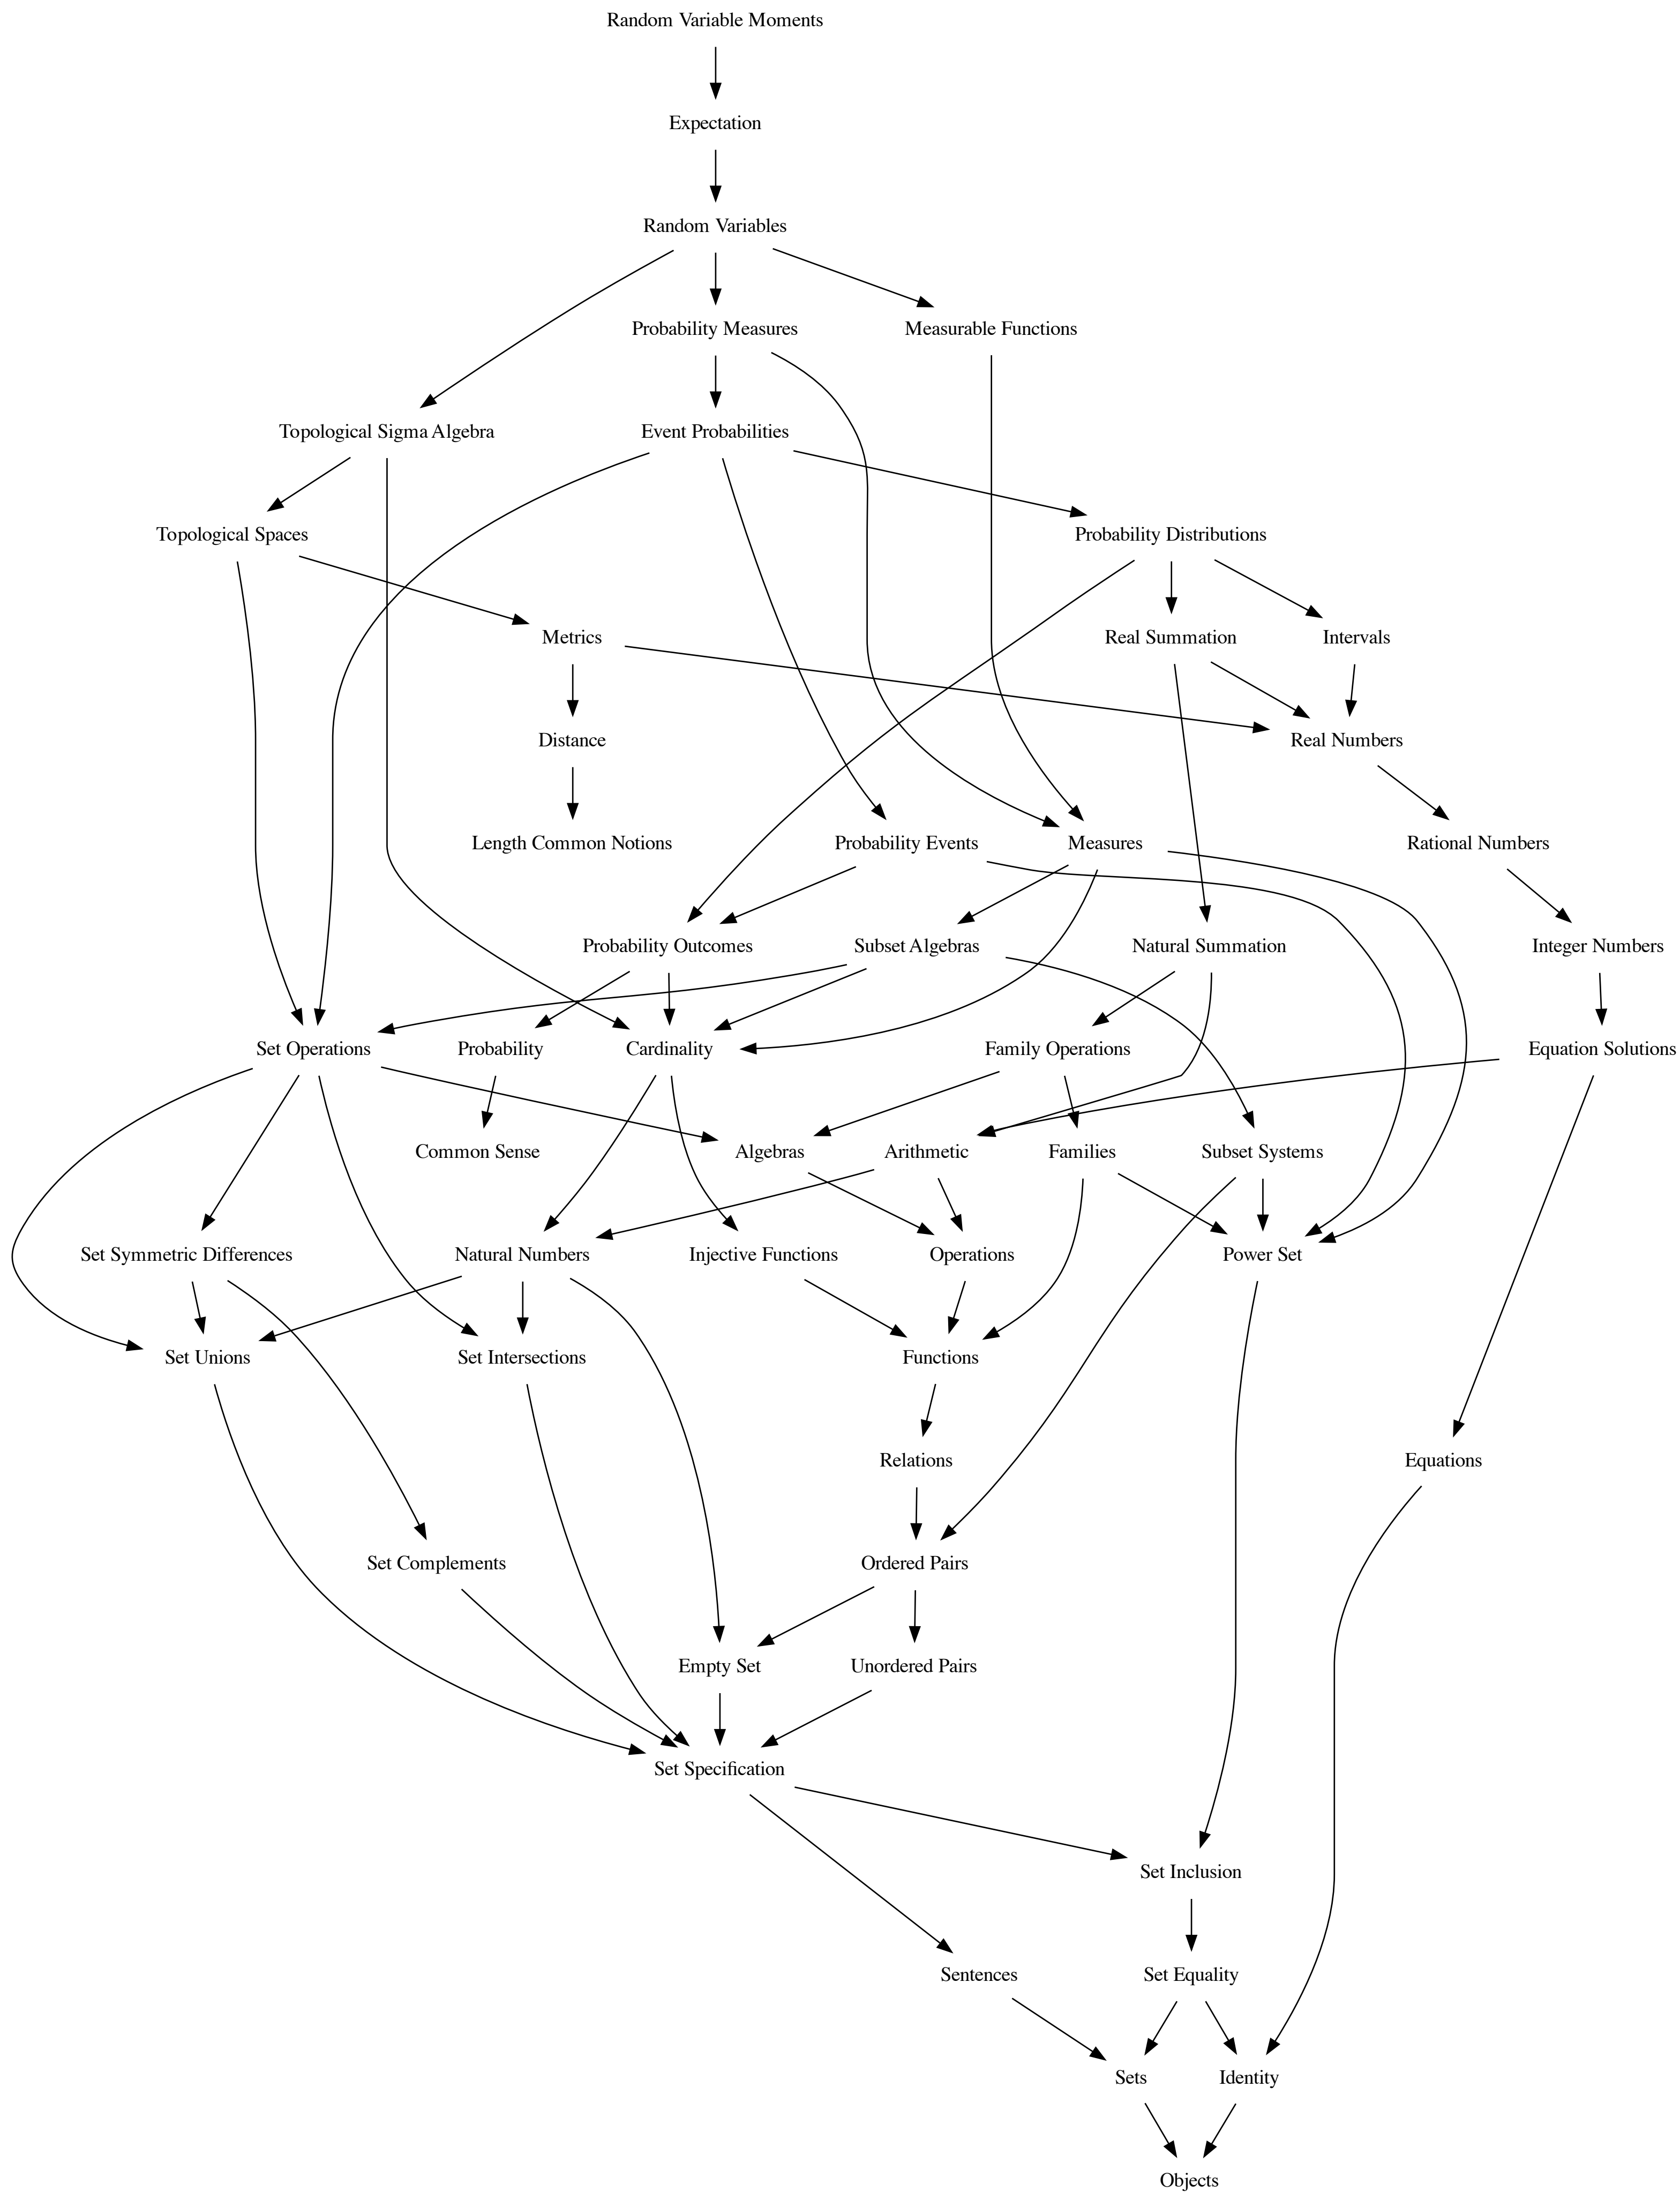 Random Variable Moments
Expectation
Random Variables
Probability Measures
Measurable Functions
Topological Sigma Algebra
Event Probabilities
Topological Spaces
Probability Distributions
Metrics
Real Summation
Intervals
Distance
Real Numbers
Length Common Notions
Probability Events
Measures
Rational Numbers
Probability Outcomes
Subset Algebras
Natural Summation
Integer Numbers
Set Operations
Probability
Cardinality
Family Operations
Equation Solutions
Common Sense
Algebras
Arithmetic
Families
Subset Systems
Set Symmetric Differences
Natural Numbers
Injective Functions
Operations
Power Set
Set Unions
Set Intersections
Functions
Relations
Equations
Set Complements
Ordered Pairs
Empty Set
Unordered Pairs
Set Specification
Set Inclusion
Sentences
Set Equality
Sets
Identity
Objects